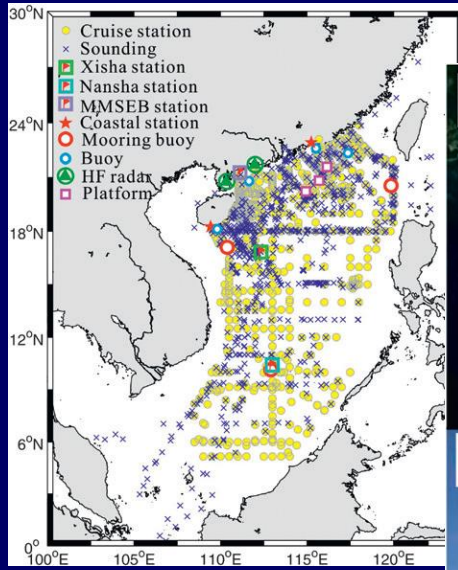 30°N
24°N
18°N
12°N
6°N
0°
100°E
105°E
110°E
115°E
120°E
Cruise station
Sounding
Xisha station
Nansha station
MMSEB station
Coastal station
Mooring buoy
Buoy
HF radar
Platform